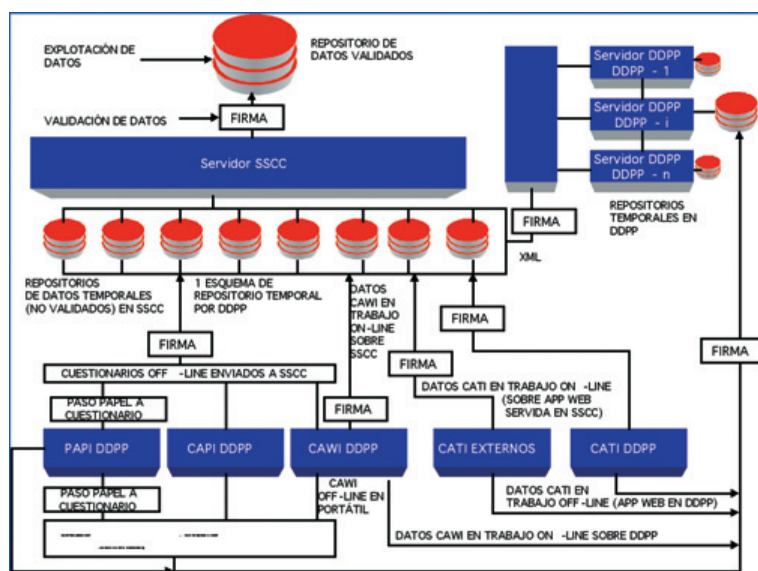 EXPLOTACIÓN DE
DATOS
REPOSITORIO DE
DATOS VALIDADOS
VALIDACIÓN DE DATOS
FIRMA
Servidor SSCC
Servidor DDPP
DDPP - 1
Servidor DDPP
DDPP - i
Servidor DDPP
DDPP - n
REPOSITORIOS
TEMPORALES EN
DDPP
FIRMA
XML
REPOSITORIOS
DE DATOS TEMPORALES
(NO VALIDADOS) EN SSCC
1 ESQUEMA DE
REPOSITORIO TEMPORAL
POR DDPP
DATOS
CAWI EN
TRABAJO
ON -LINE
SOBRE
SSCC
FIRMA
FIRMA
FIRMA
FIRMA
CUESTIONARIOS OFF -LINE ENVIADOS A SSCC
DATOS CATI EN TRABAJO ON -LINE
(SOBRE APP WEB
SERVIDA EN SSCC)
PASO PAPEL A
CUESTIONARIO
FIRMA
PAPI DDPP
CAPI DDPP
CAWI DDPP
CATI EXTERNOS
CATI DDPP
PASO PAPEL A
CUESTIONARIO
CAWI
OFF -LINE EN
PORTÁTIL
DATOS CATI EN
TRABAJO OFF -LINE (APP WEB EN DDPP)
DATOS CAWI EN TRABAJO ON -LINE SOBRE DDPP